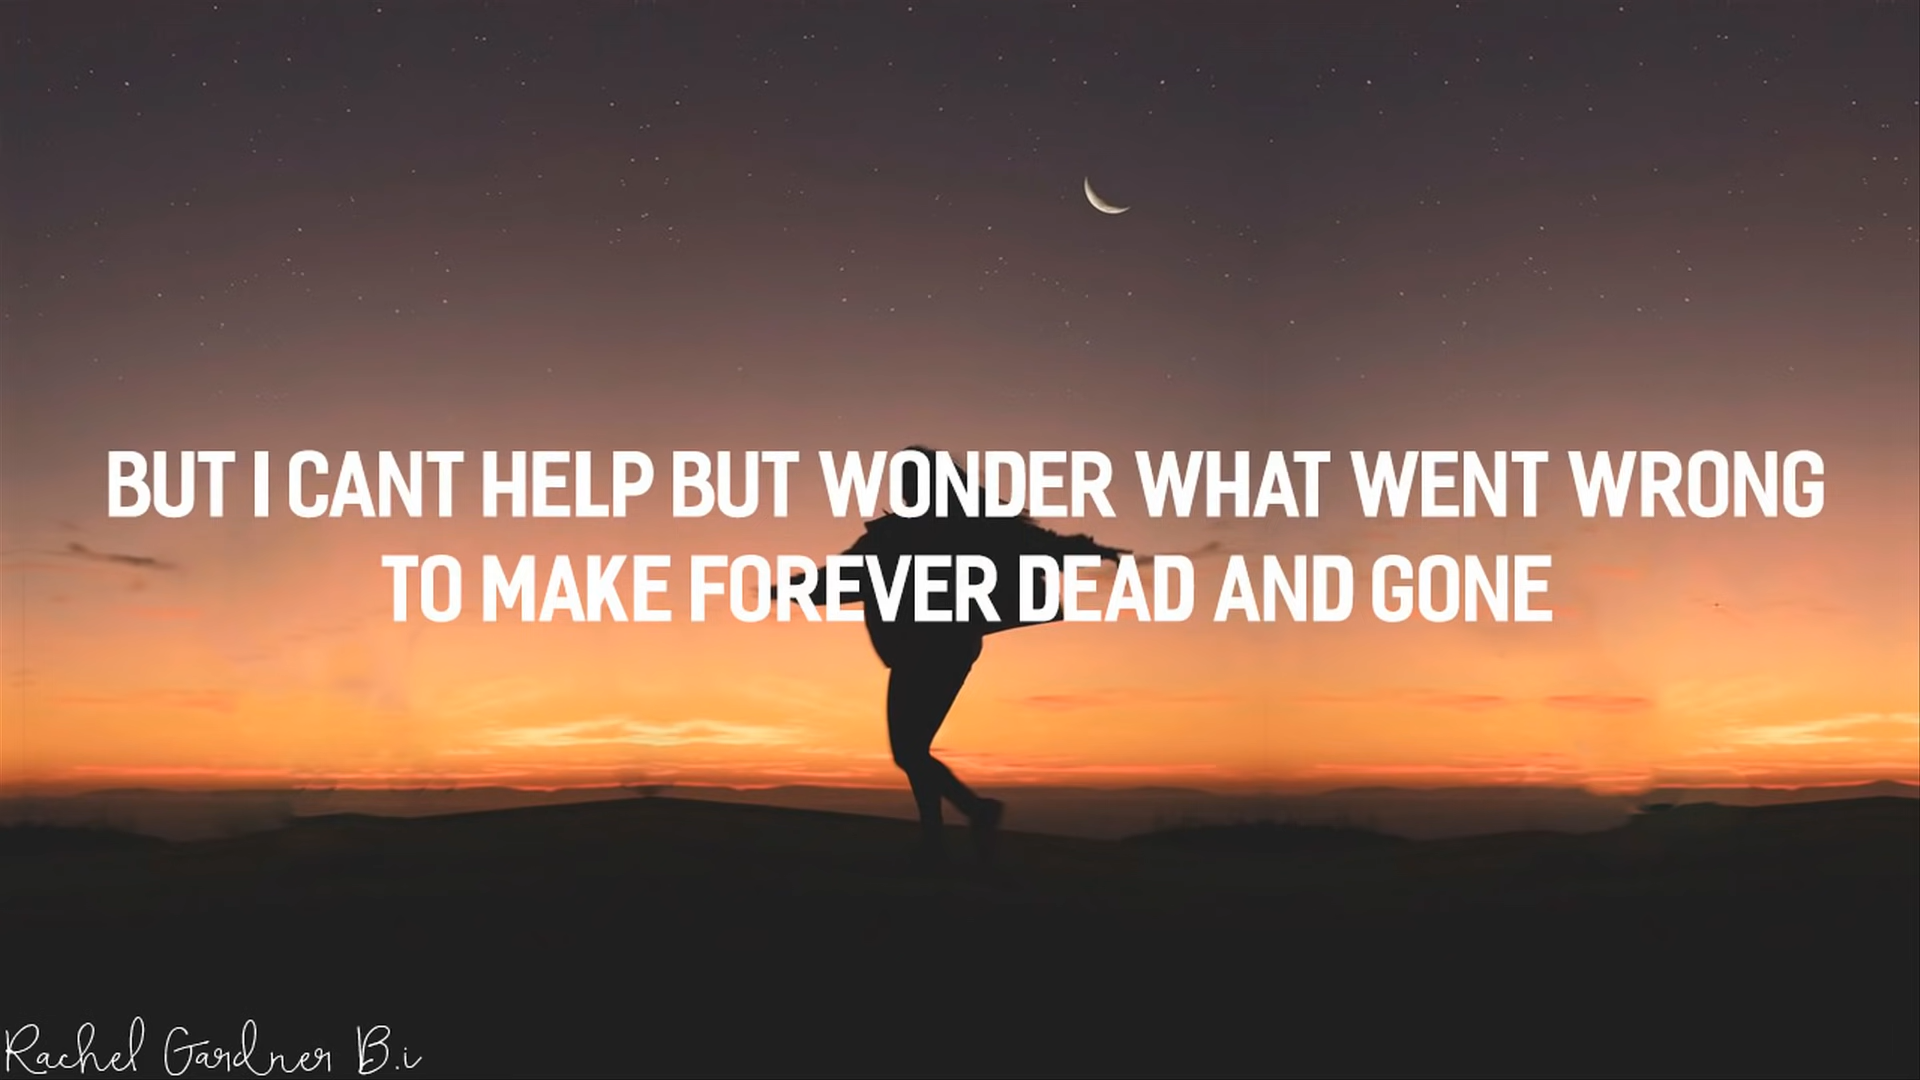 BUT I CANT HELP BUT WONDER WHAT WENT WRONG
TO MAKE FOREVER DEAD AND GONE
Rachel Gardner B.i